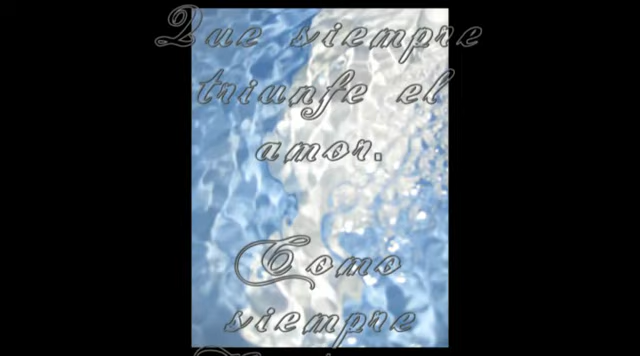 Que siempre
triunfe el
amor.
Como
siempre